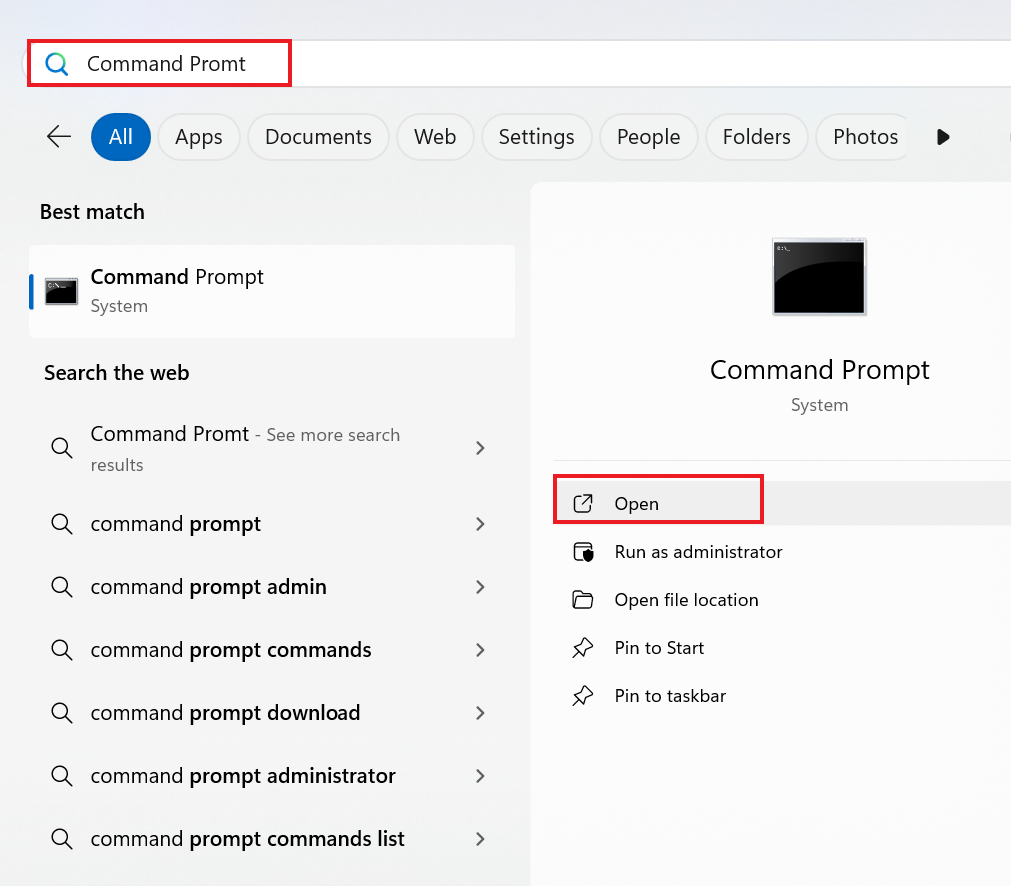 Command Promt
All Apps Documents Web Settings People Folders Photos
Best match
Command Prompt
System
Search the web
Command Promt - See more search
results
command prompt
command prompt admin
command prompt commands
command prompt download
command prompt administrator
command prompt commands list
Command Prompt
System
Open
Run as administrator
Open file location
Pin to Start
Pin to taskbar